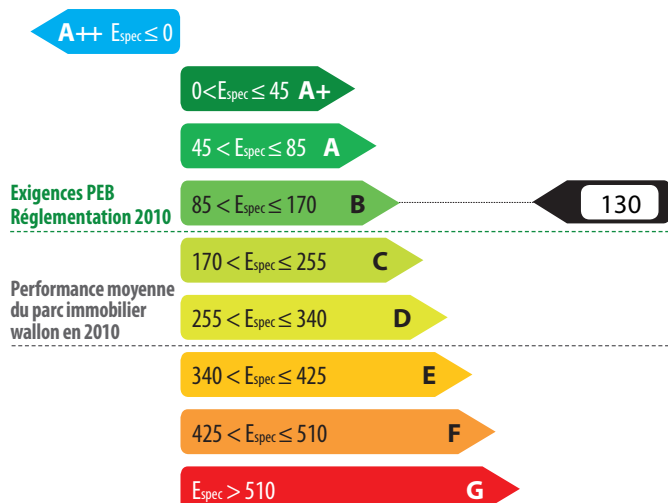 A++ Espec ≤ 0
0<Espec ≤ 45 A+
45 < Espec ≤ 85 A
Exigences PEB
Réglementation 2010
85 < Espec ≤ 170 B
130
170 < Espec ≤ 255 C
Performance moyenne
du parc immobilier
wallon en 2010
255 < Espec ≤ 340 D
340 < Espec ≤ 425 E
425 < Espec ≤ 510 F
Espec > 510 G